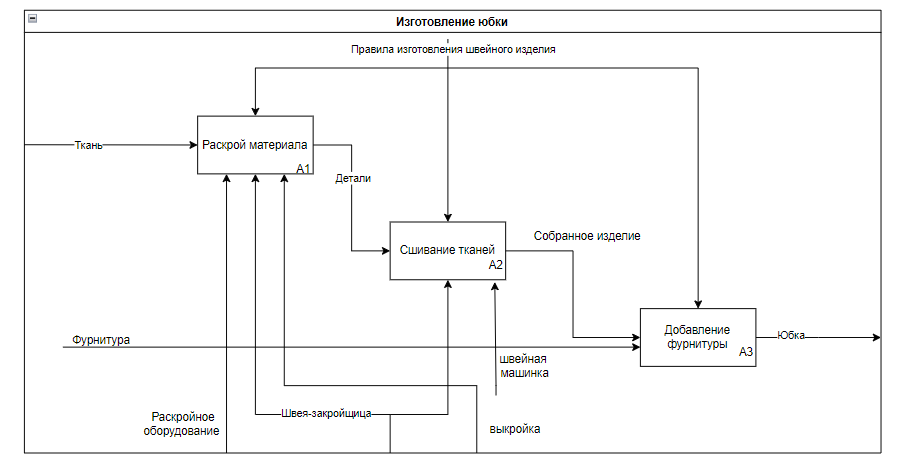 Изготовление юбки
Правила изготовления швейного изделия
Ткань
Раскрой материала
A1
Детали
Сшивание тканей
A2
Собранное изделие
Фурнитура
Добавление
фурнитуры
A3
Юбка
швейная
машинка
Раскройное
оборудование
Швея-закройщица
выкройка